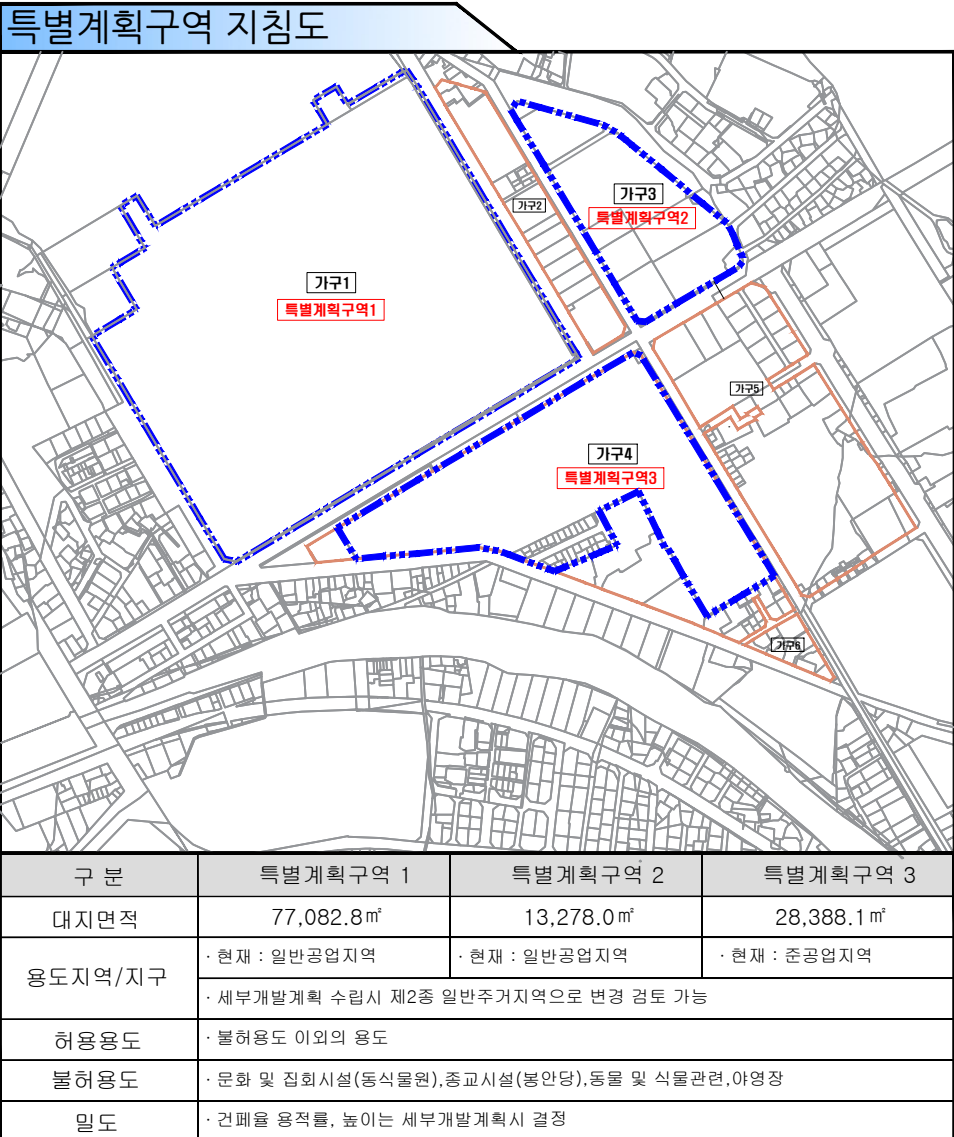 특별계획구역 지침도
가구3
특별계획구역2
가구2
가구1
특별계획구역1
가구5
가구4
특별계획구역3
가구6
구 분 특별계획구역 1 특별계획구역 2 특별계획구역 3
대지면적 77,082.8㎡ 13,278.0㎡ 28,388.1㎡
용도지역/지구 · 현재 : 일반공업지역 · 현재 : 일반공업지역 · 현재 : 준공업지역
· 세부개발계획 수립시 제2종 일반주거지역으로 변경 검토 가능
허용용도 · 불허용도 이외의 용도
불허용도 · 문화 및 집회시설(동식물원),종교시설(봉안당),동물 및 식물관련,야영장
밀도 · 건폐율 용적률, 높이는 세부개발계획시 결정